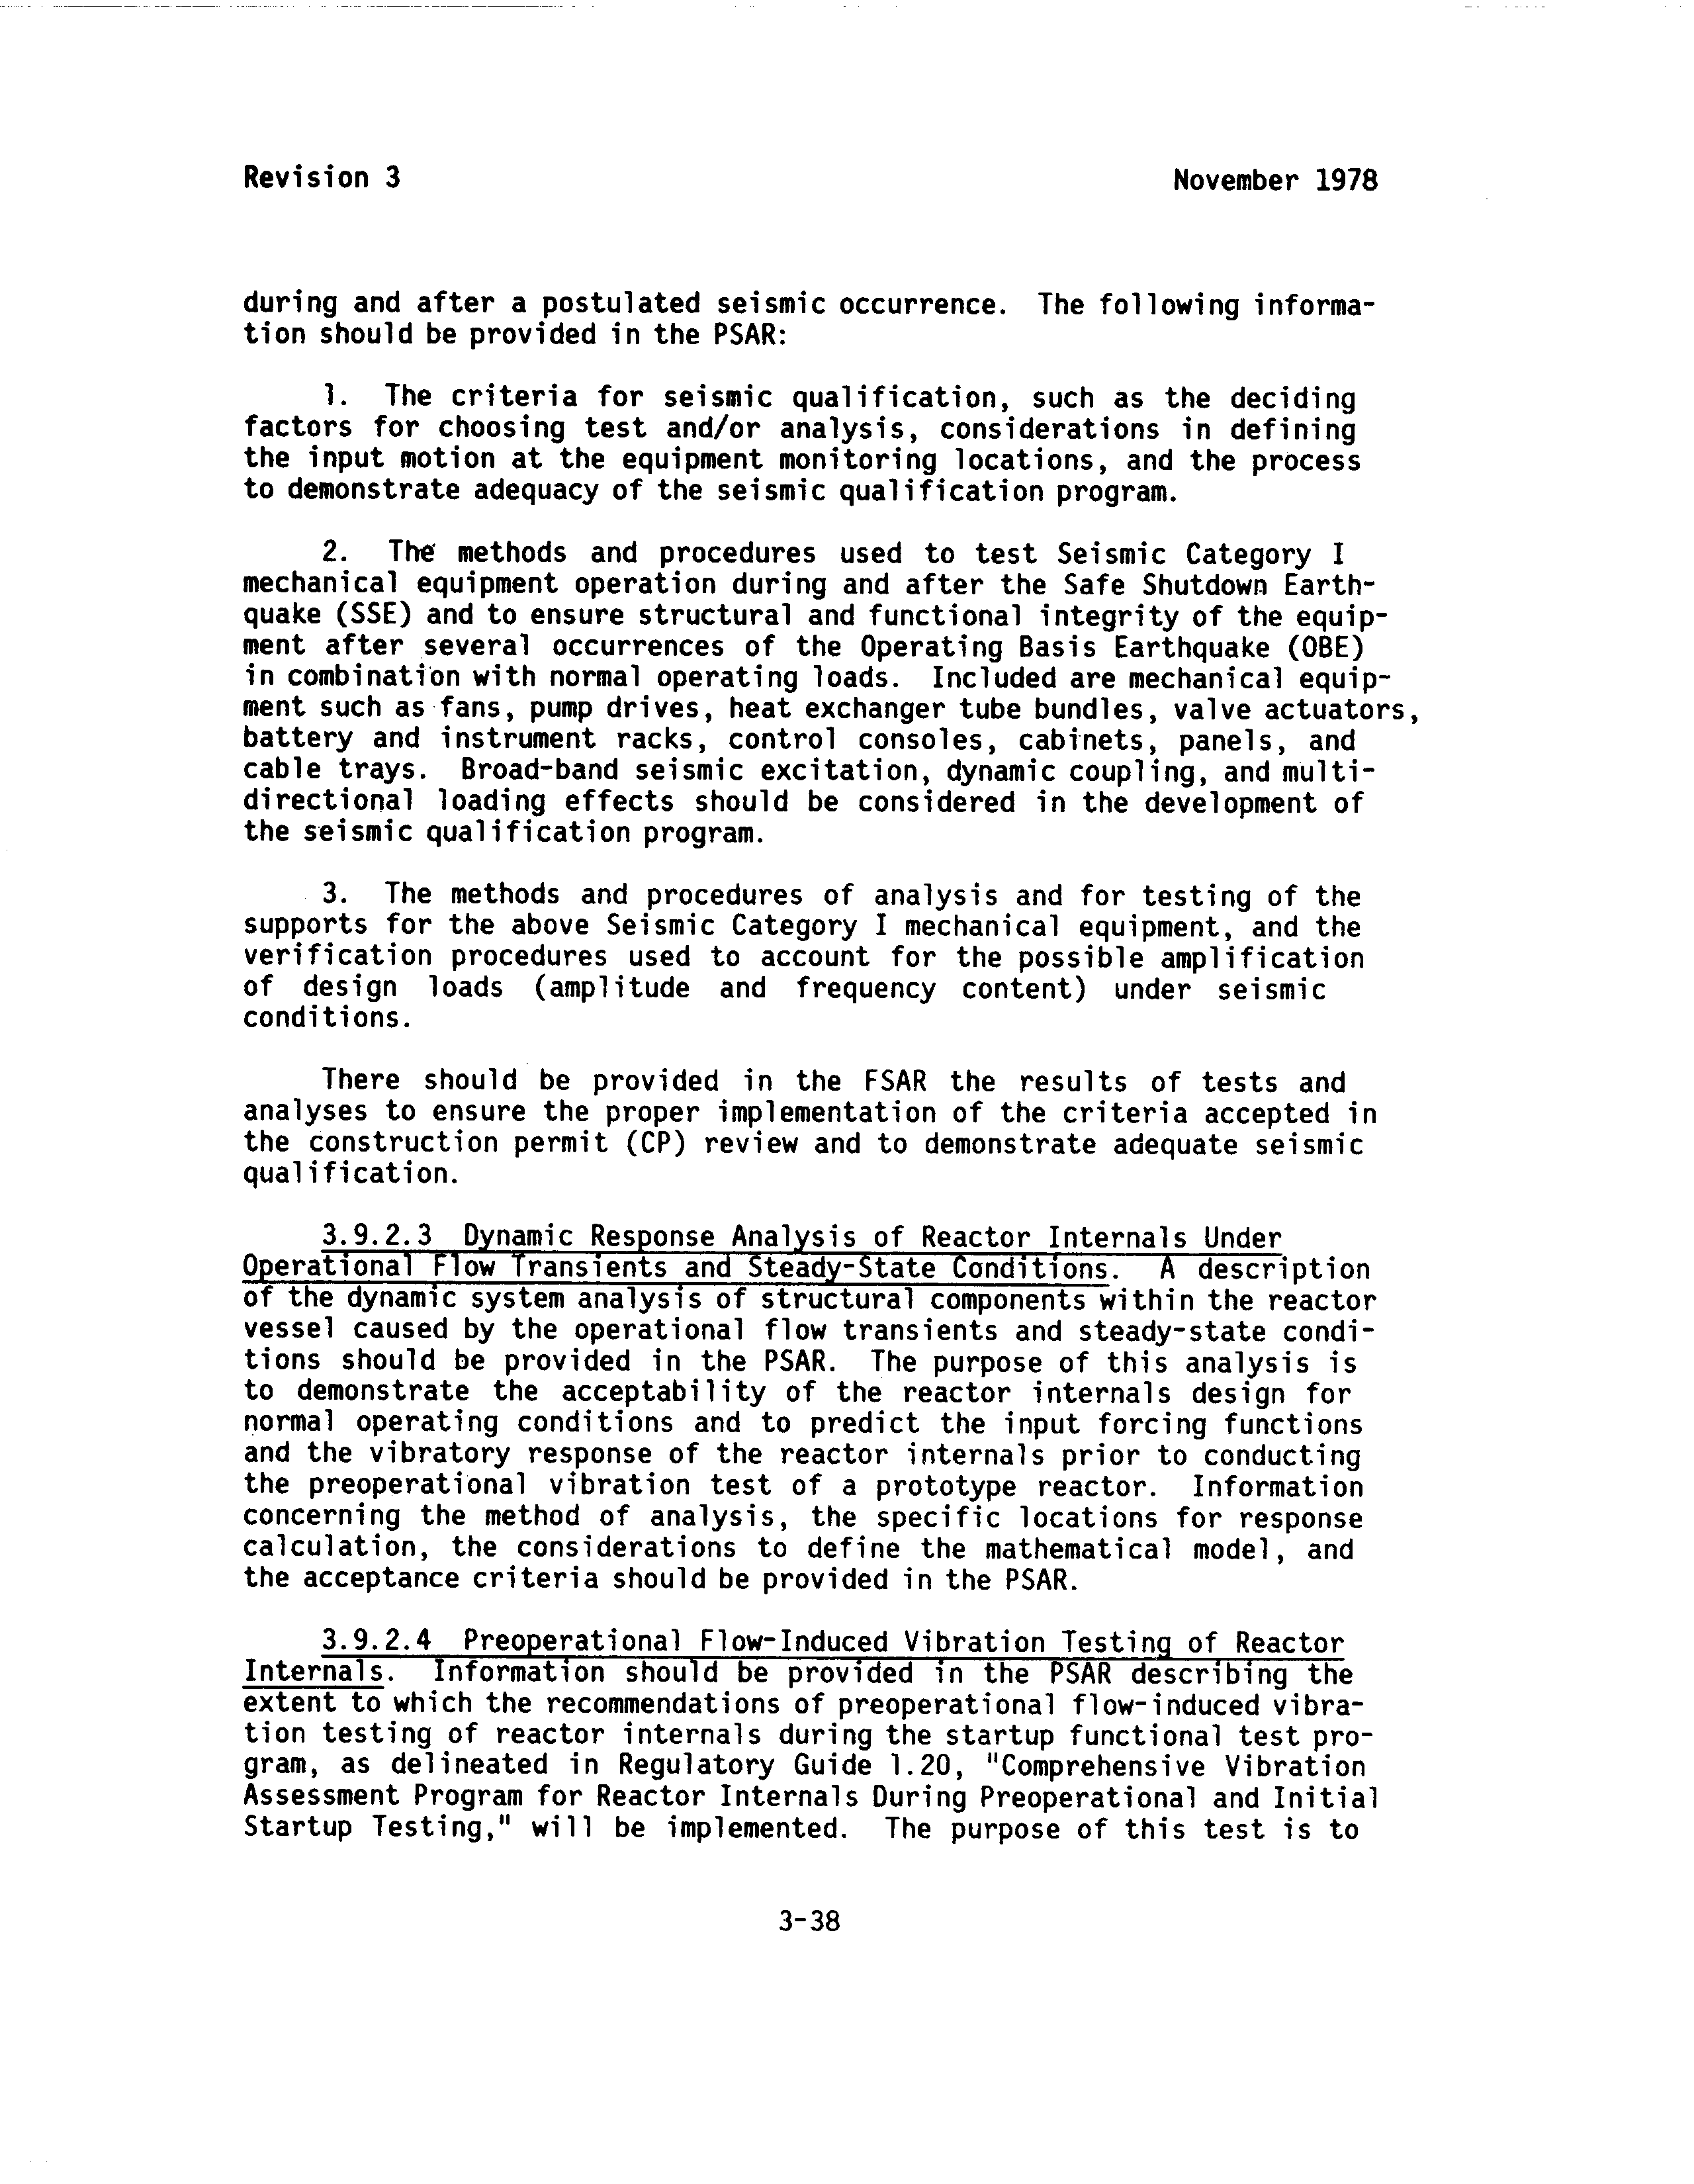 Revision 3
November 1978
during and after a postulated seismic occurrence. The following informa-
tion should be provided in the PSAR:
1. The criteria for seismic qualification, such as the deciding
factors for choosing test and/or analysis, considerations in defining
the input motion at the equipment monitoring locations, and the process
to demonstrate adequacy of the seismic qualification program.
2. The methods and procedures used to test Seismic Category I
mechanical equipment operation during and after the Safe Shutdown Earth-
quake (SSE) and to ensure structural and functional integrity of the equip-
ment after several occurrences of the Operating Basis Earthquake (OBE)
in combination with normal operating loads. Included are mechanical equip-
ment such as fans, pump drives, heat exchanger tube bundles, valve actuators,
battery and instrument racks, control consoles, cabinets, panels, and
cable trays. Broad-band seismic excitation, dynamic coupling, and multi-
directional loading effects should be considered in the development of
the seismic qualification program.
3. The methods and procedures of analysis and for testing of the
supports for the above Seismic Category I mechanical equipment, and the
verification procedures used to account for the possible amplification
of design loads (amplitude and frequency content) under seismic
conditions.
There should be provided in the FSAR the results of tests and
analyses to ensure the proper implementation of the criteria accepted in
the construction permit (CP) review and to demonstrate adequate seismic
qualification.
3.9.2.3 Dynamic Response Analysis of Reactor Internals Under
Operational Flow Transients and Steady-State Conditions. A description
of the dynamic system analysis of structural components within the reactor
vessel caused by the operational flow transients and steady-state condi-
tions should be provided in the PSAR. The purpose of this analysis is
to demonstrate the acceptability of the reactor internals design for
normal operating conditions and to predict the input forcing functions
and the vibratory response of the reactor internals prior to conducting
the preoperational vibration test of a prototype reactor. Information
concerning the method of analysis, the specific locations for response
calculation, the considerations to define the mathematical model, and
the acceptance criteria should be provided in the PSAR.
3.9.2.4 Preoperational Flow-Induced Vibration Testing of Reactor
Internals. Information should be provided in the PSAR describing the
extent to which the recommendations of preoperational flow-induced vibra-
tion testing of reactor internals during the startup functional test pro-
gram, as delineated in Regulatory Guide 1.20, "Comprehensive Vibration
Assessment Program for Reactor Internals During Preoperational and Initial
Startup Testing," will be implemented. The purpose of this test is to
3-38